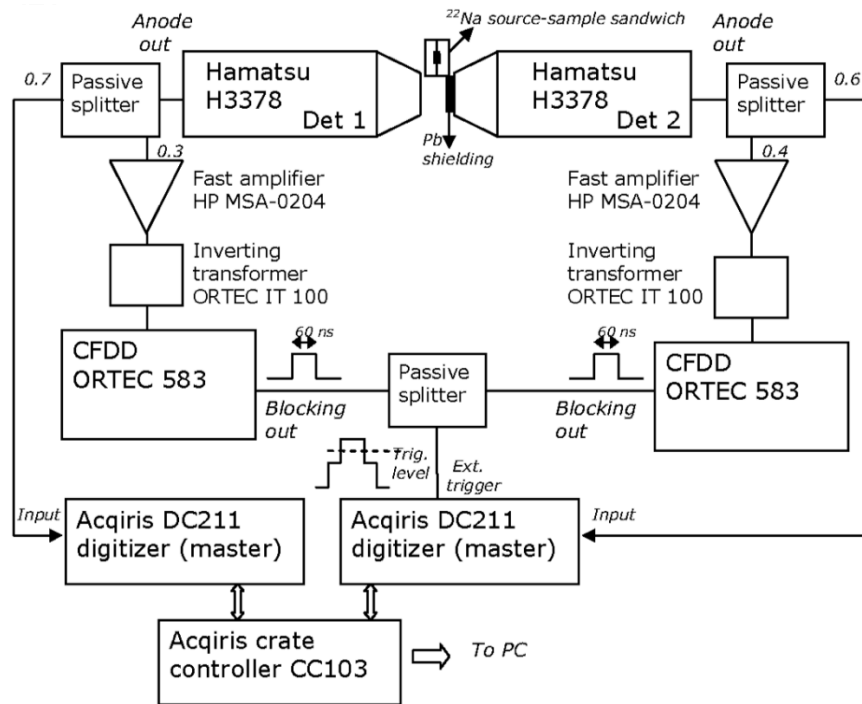 ²²Na source-sample sandwich
Anode
out
Anode
out
0.7
Passive
splitter
Hamatsu
H3378
Det 1
Hamatsu
H3378
Det 2
Passive
splitter
0.6
Pb
shielding
0.3
0.4
Fast amplifier
HP MSA-0204
Fast amplifier
HP MSA-0204
Inverting
transformer
ORTEC IT 100
Inverting
transformer
ORTEC IT 100
CFDD
ORTEC 583
60 ns
Blocking
out
Passive
splitter
60 ns
Blocking
out
CFDD
ORTEC 583
Trig.
level
Ext.
trigger
Input
Acqiris DC211
digitizer (master)
Acqiris DC211
digitizer (master)
Input
Acqiris crate
controller CC103
To PC